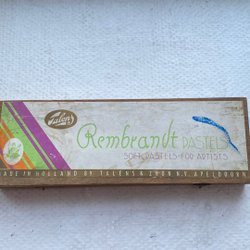 Talens
Rembrandt PASTELS
SOFT PASTELS-FOR ARTISTS
MADE IN HOLLAND BY TALENS & ZOON N.V. APELDOORN